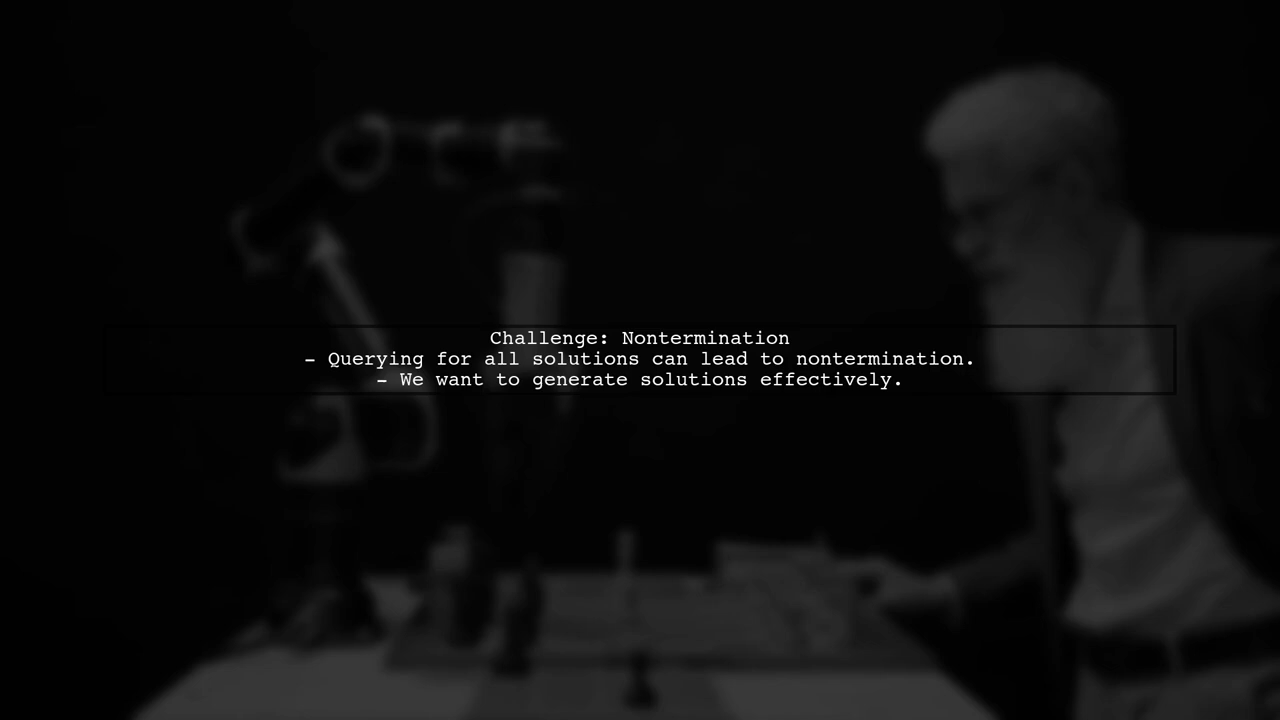 Challenge: Nontermination
- Querying for all solutions can lead to nontermination.
- We want to generate solutions effectively.